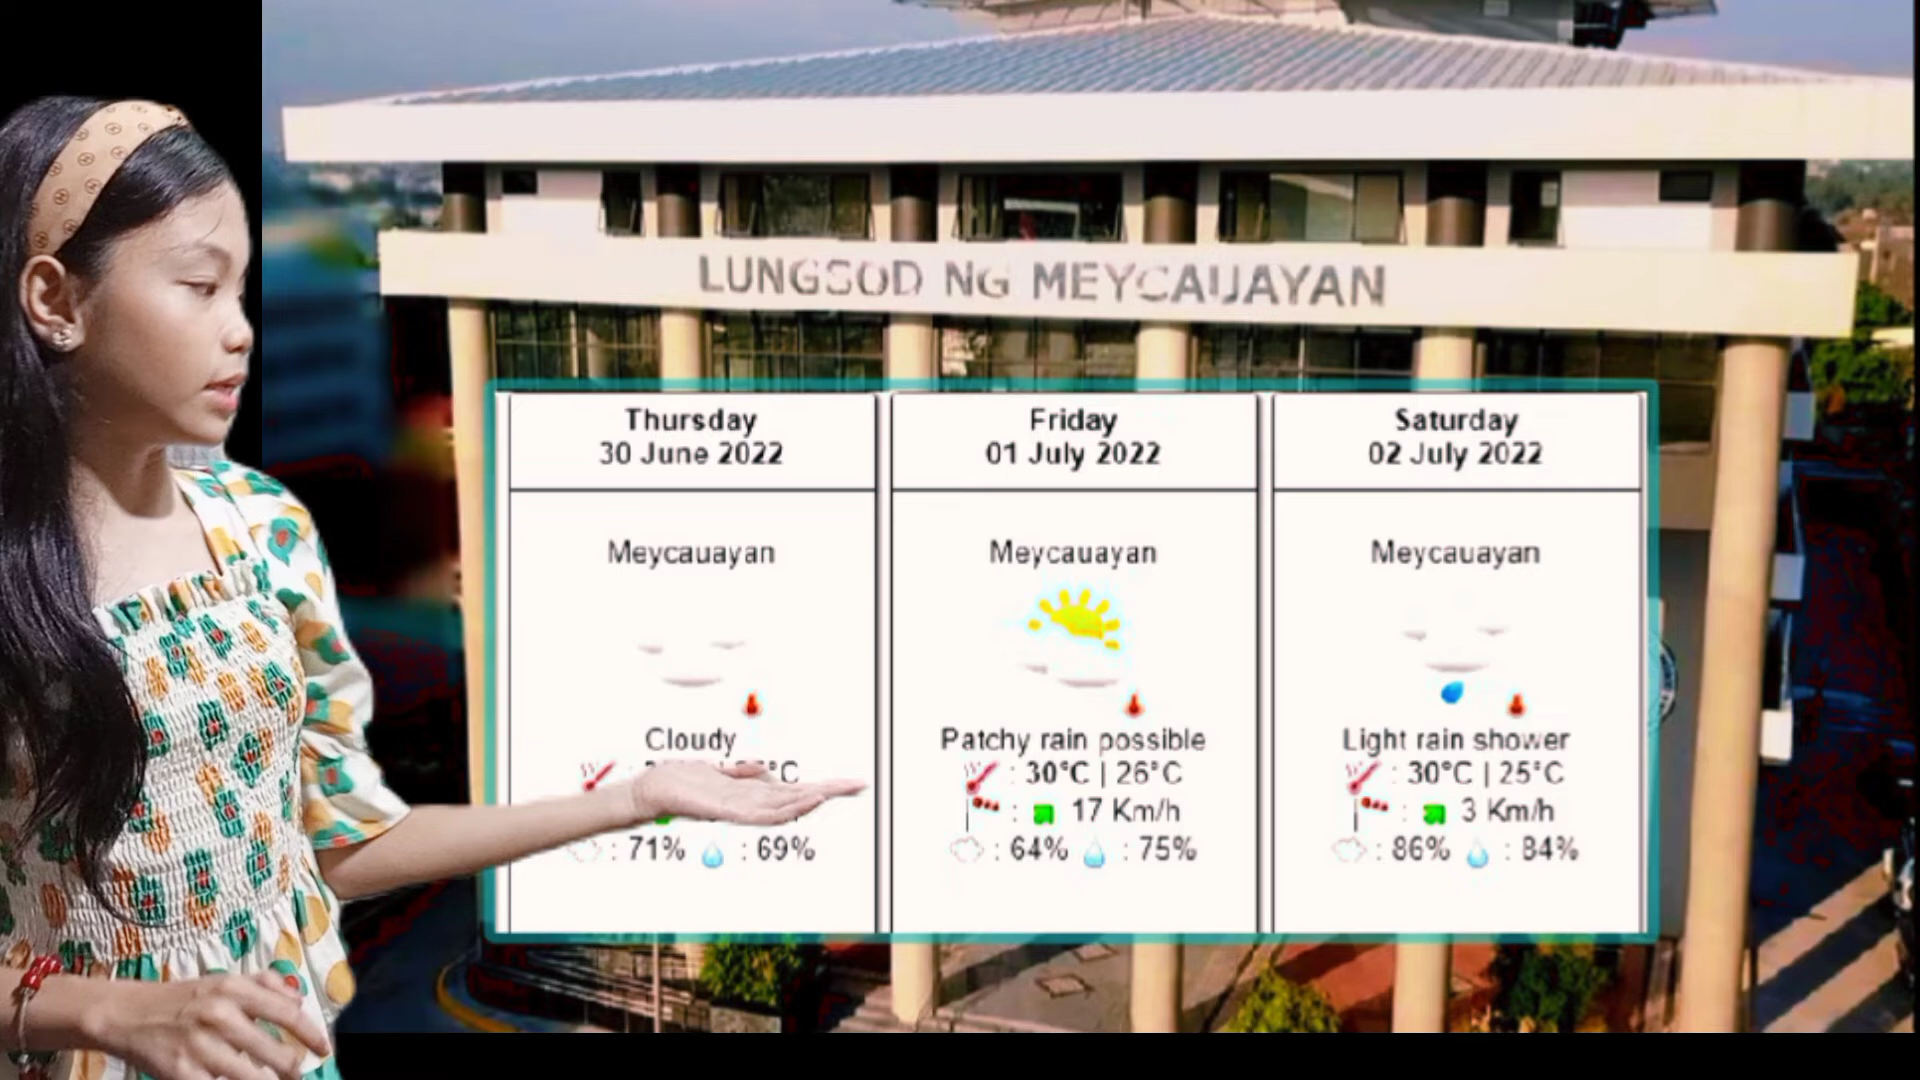 LUNGSOD NG MEYCAUAYAN
Thursday
30 June 2022
Meycauayan
Cloudy
°C
: 71% : 69%
Friday
01 July 2022
Meycauayan
Patchy rain possible
: 30°C | 26°C
: 17 Km/h
: 64% : 75%
Saturday
02 July 2022
Meycauayan
Light rain shower
: 30°C | 25°C
: 3 Km/h
: 86% : 84%